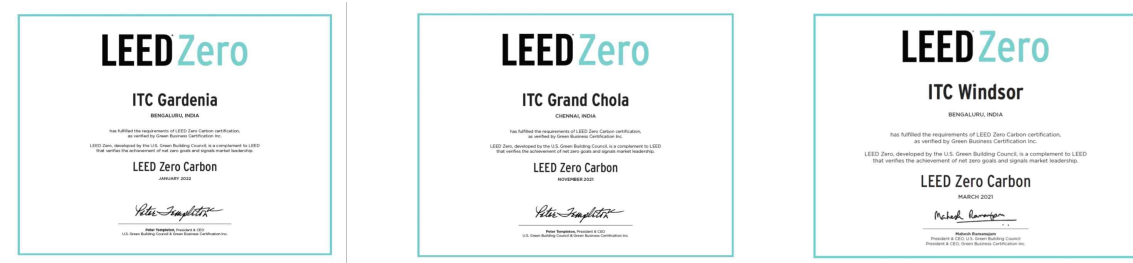 LEED Zero
ITC Gardenia
BENGALURU, INDIA
has fulfilled the requirements of LEED Zero Carbon certification,
as verified by Green Business Certification Inc.
LEED Zero, developed by the U.S. Green Building Council, is a complement to LEED
that verifies the achievement of net zero goals and signals market leadership.
LEED Zero Carbon
JANUARY 2022
Peter Templeton
Peter Templeton, President & CEO
U.S. Green Building Council & Green Business Certification Inc.
LEED Zero
ITC Grand Chola
CHENNAI, INDIA
has fulfilled the requirements of LEED Zero Carbon certification,
as verified by Green Business Certification Inc.
LEED Zero, developed by the U.S. Green Building Council, is a complement to LEED
that verifies the achievement of net zero goals and signals market leadership.
LEED Zero Carbon
NOVEMBER 2021
Peter Templeton
Peter Templeton, President & CEO
U.S. Green Building Council & Green Business Certification Inc.
LEED Zero
ITC Windsor
BENGALURU, INDIA
has fulfilled the requirements of LEED Zero Carbon certification,
as verified by Green Business Certification Inc.
LEED Zero, developed by the U.S. Green Building Council, is a complement to LEED
that verifies the achievement of net zero goals and signals market leadership.
LEED Zero Carbon
MARCH 2021
Mahesh Ramanujam
Mahesh Ramanujam
President & CEO, U.S. Green Building Council
President & CEO, Green Business Certification Inc.